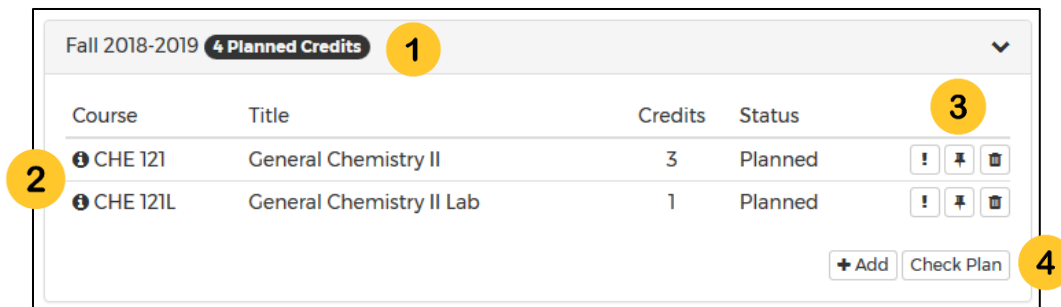 Fall 2018-2019 4 Planned Credits 1
Course Title Credits Status 3
2
CHE 121 General Chemistry II 3 Planned
CHE 121L General Chemistry II Lab 1 Planned
+ Add Check Plan 4